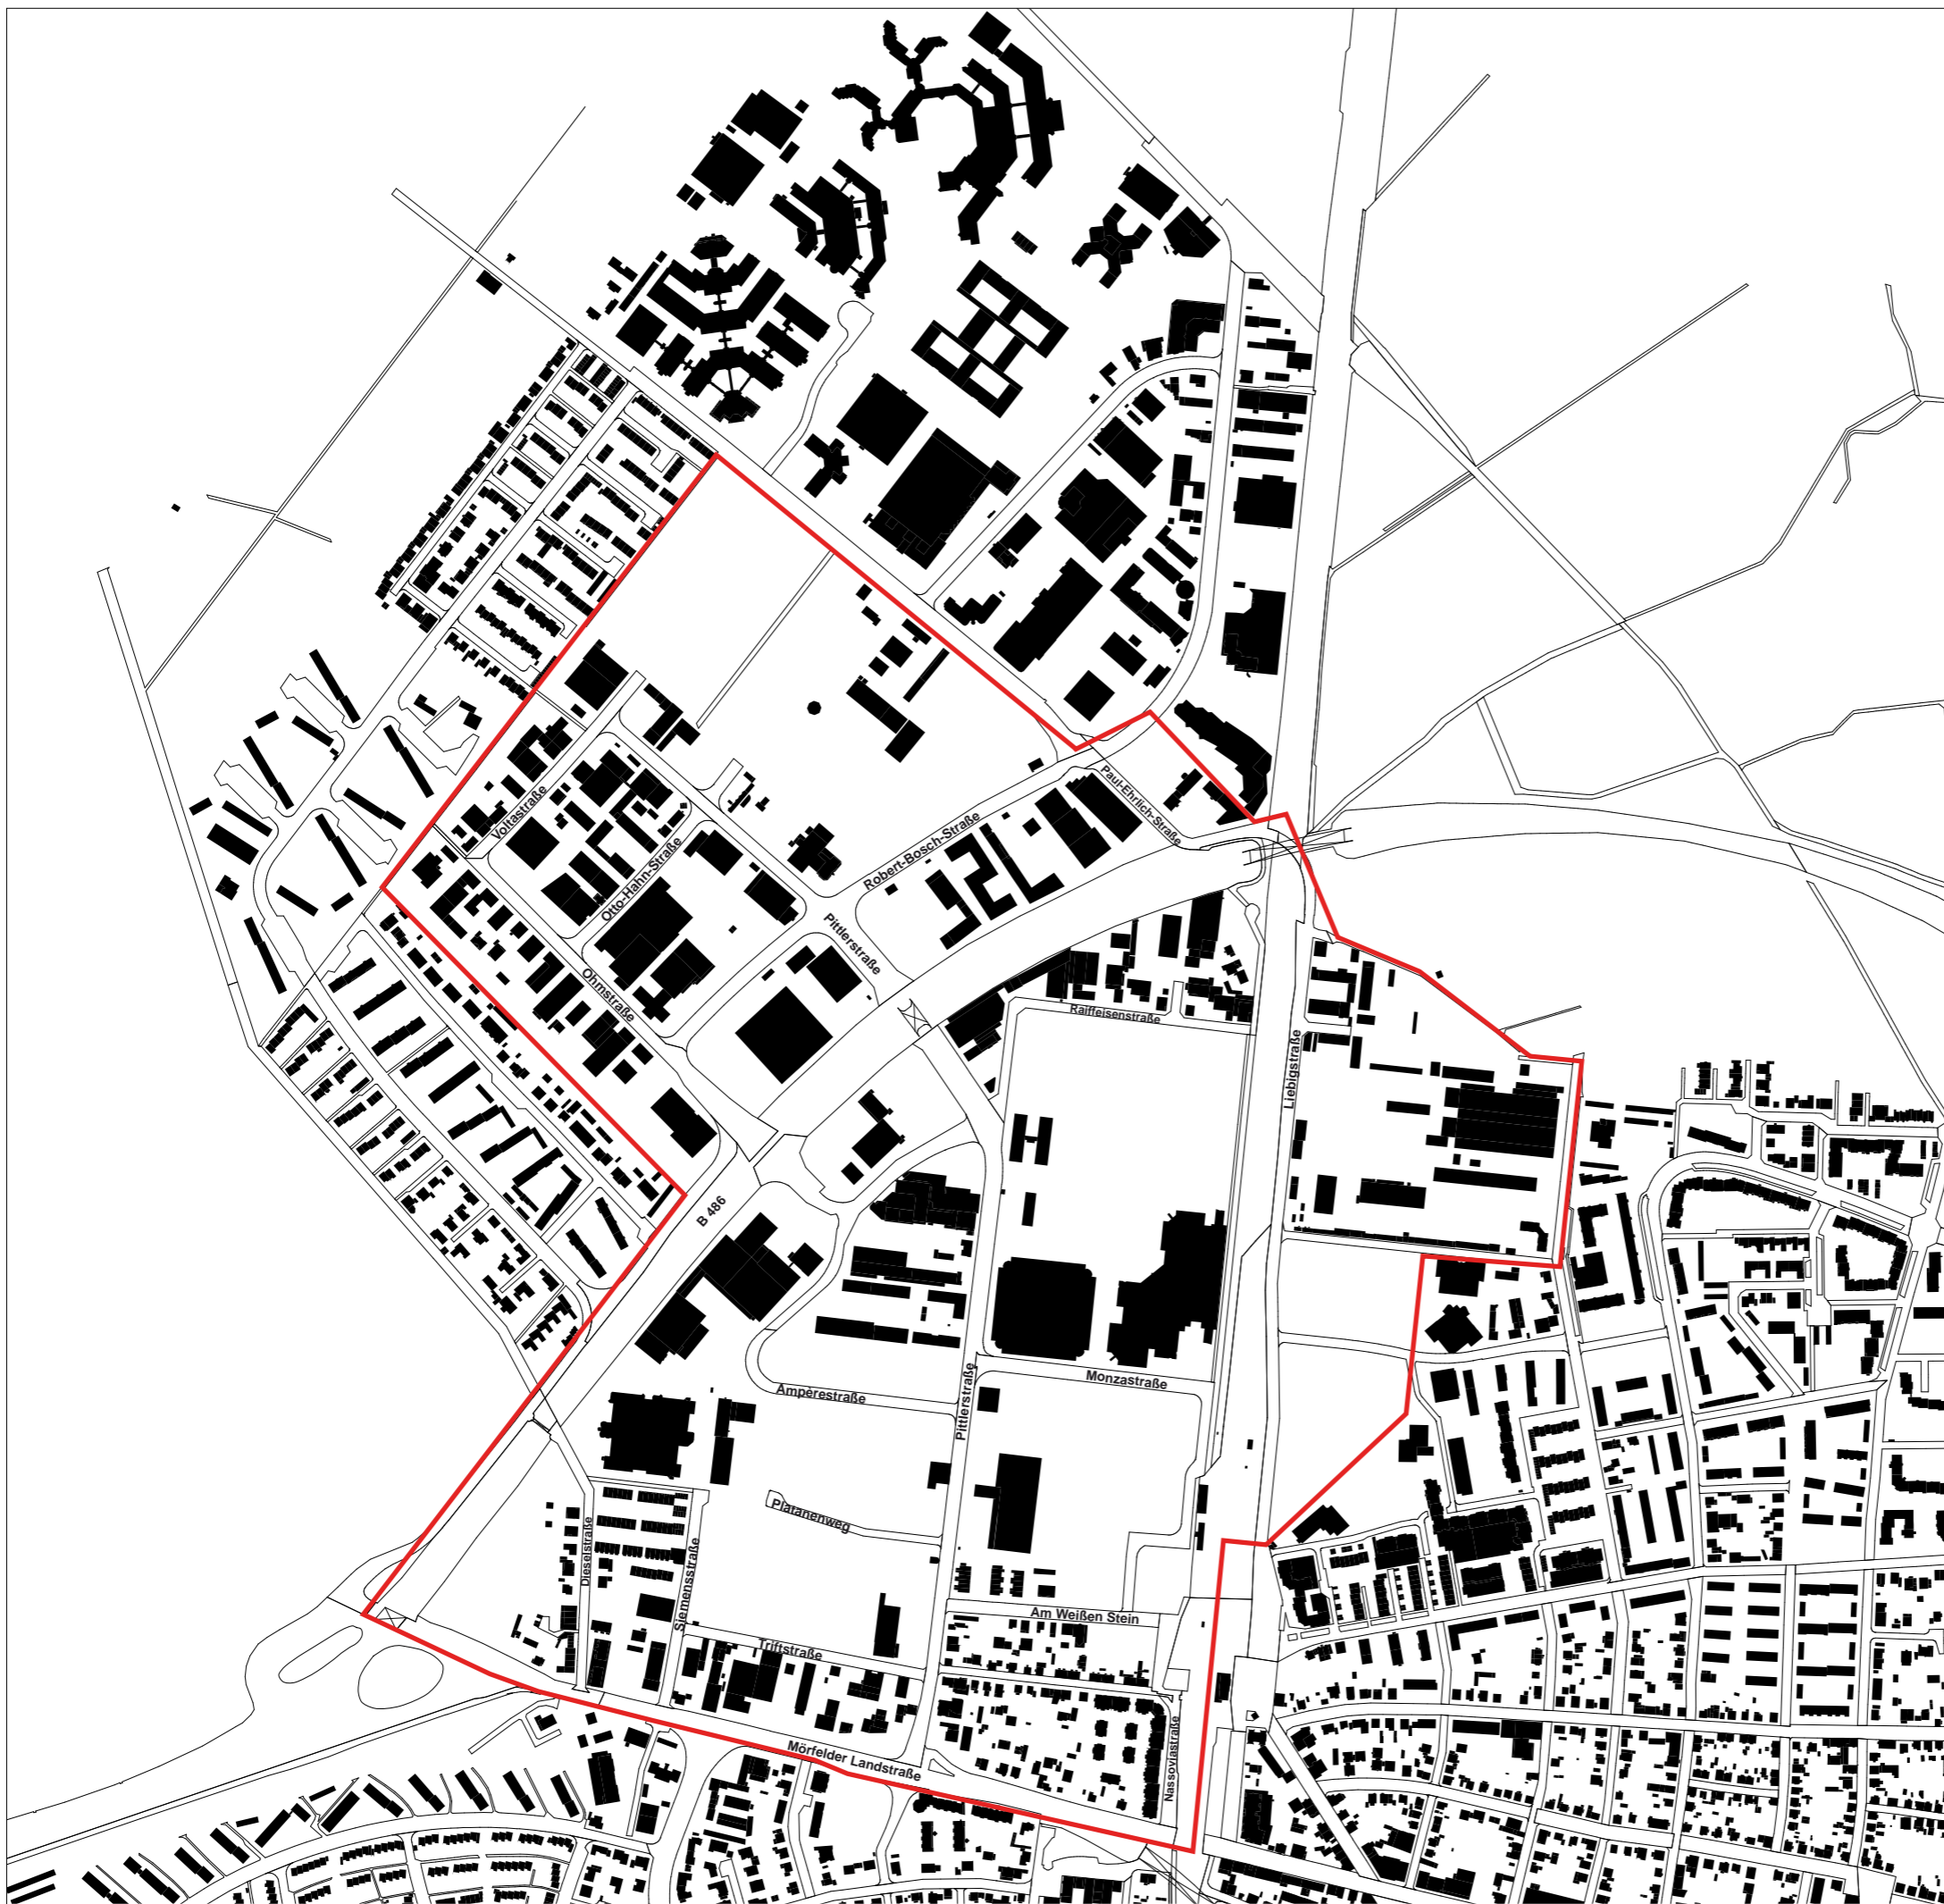 Voltastraße
Paul-Ehrlich-Straße
Robert-Bosch-Straße
Otto-Hahn-Straße
Pittlerstraße
Ohmstraße
Raiffeisenstraße
Liebigstraße
B 486
Ampèrestraße
Pittlerstraße
Monzastraße
Platanenweg
Dieselstraße
Siemensstraße
Am Weißen Stein
Triftstraße
Nassoviastraße
Mörfelder Landstraße